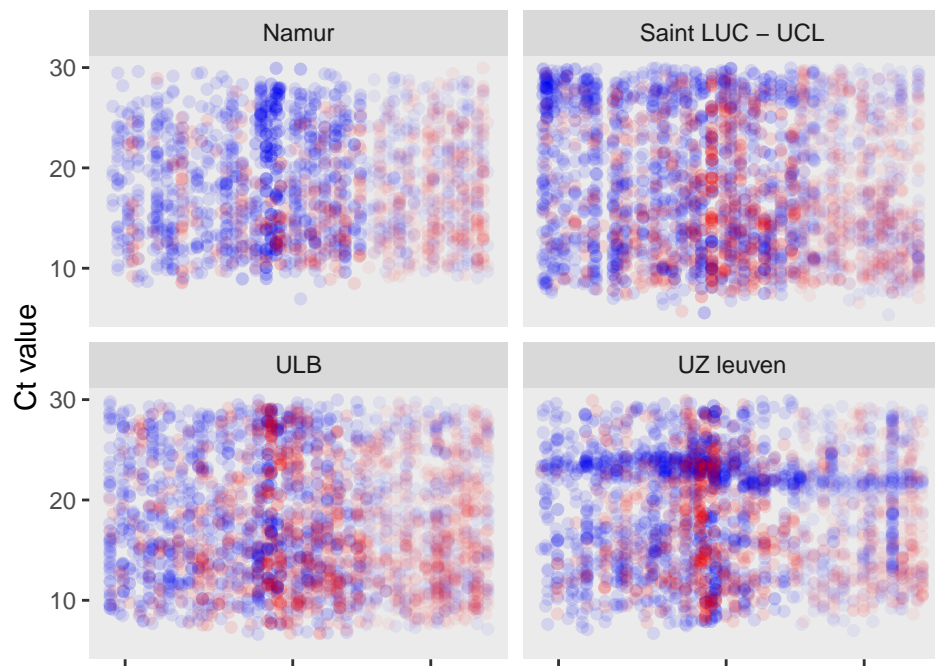 Namur
Saint LUC – UCL
30
20
10
Ct value
ULB
UZ leuven
30
20
10